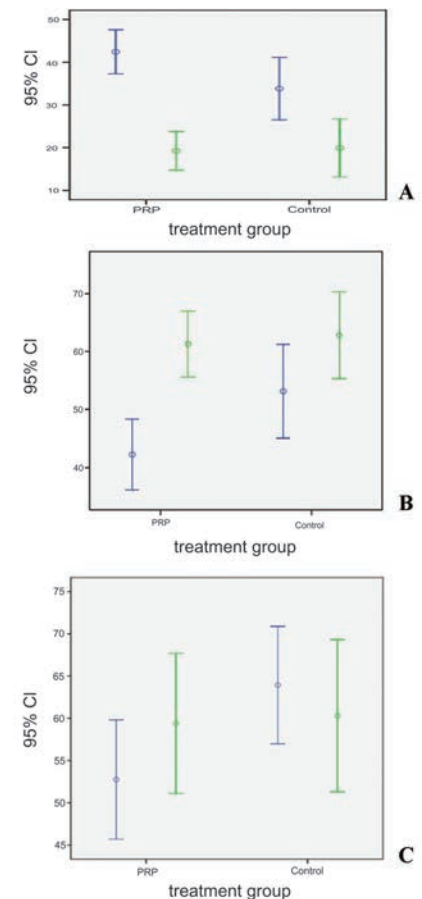 50
40
30
20
10
95% CI
PRP Control
treatment group
A
70
60
50
40
95% CI
PRP Control
treatment group
B
75
70
65
60
55
50
45
95% CI
PRP Control
treatment group
C